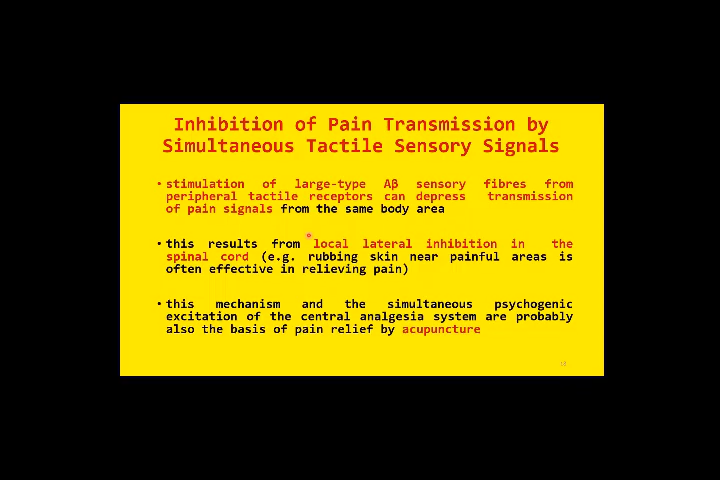 Inhibition of Pain Transmission by
Simultaneous Tactile Sensory Signals
• stimulation of large-type Aβ sensory fibres from
peripheral tactile receptors can depress transmission
of pain signals from the same body area
• this results from local lateral inhibition in the
spinal cord (e.g. rubbing skin near painful areas is
often effective in relieving pain)
• this mechanism and the simultaneous psychogenic
excitation of the central analgesia system are probably
also the basis of pain relief by acupuncture